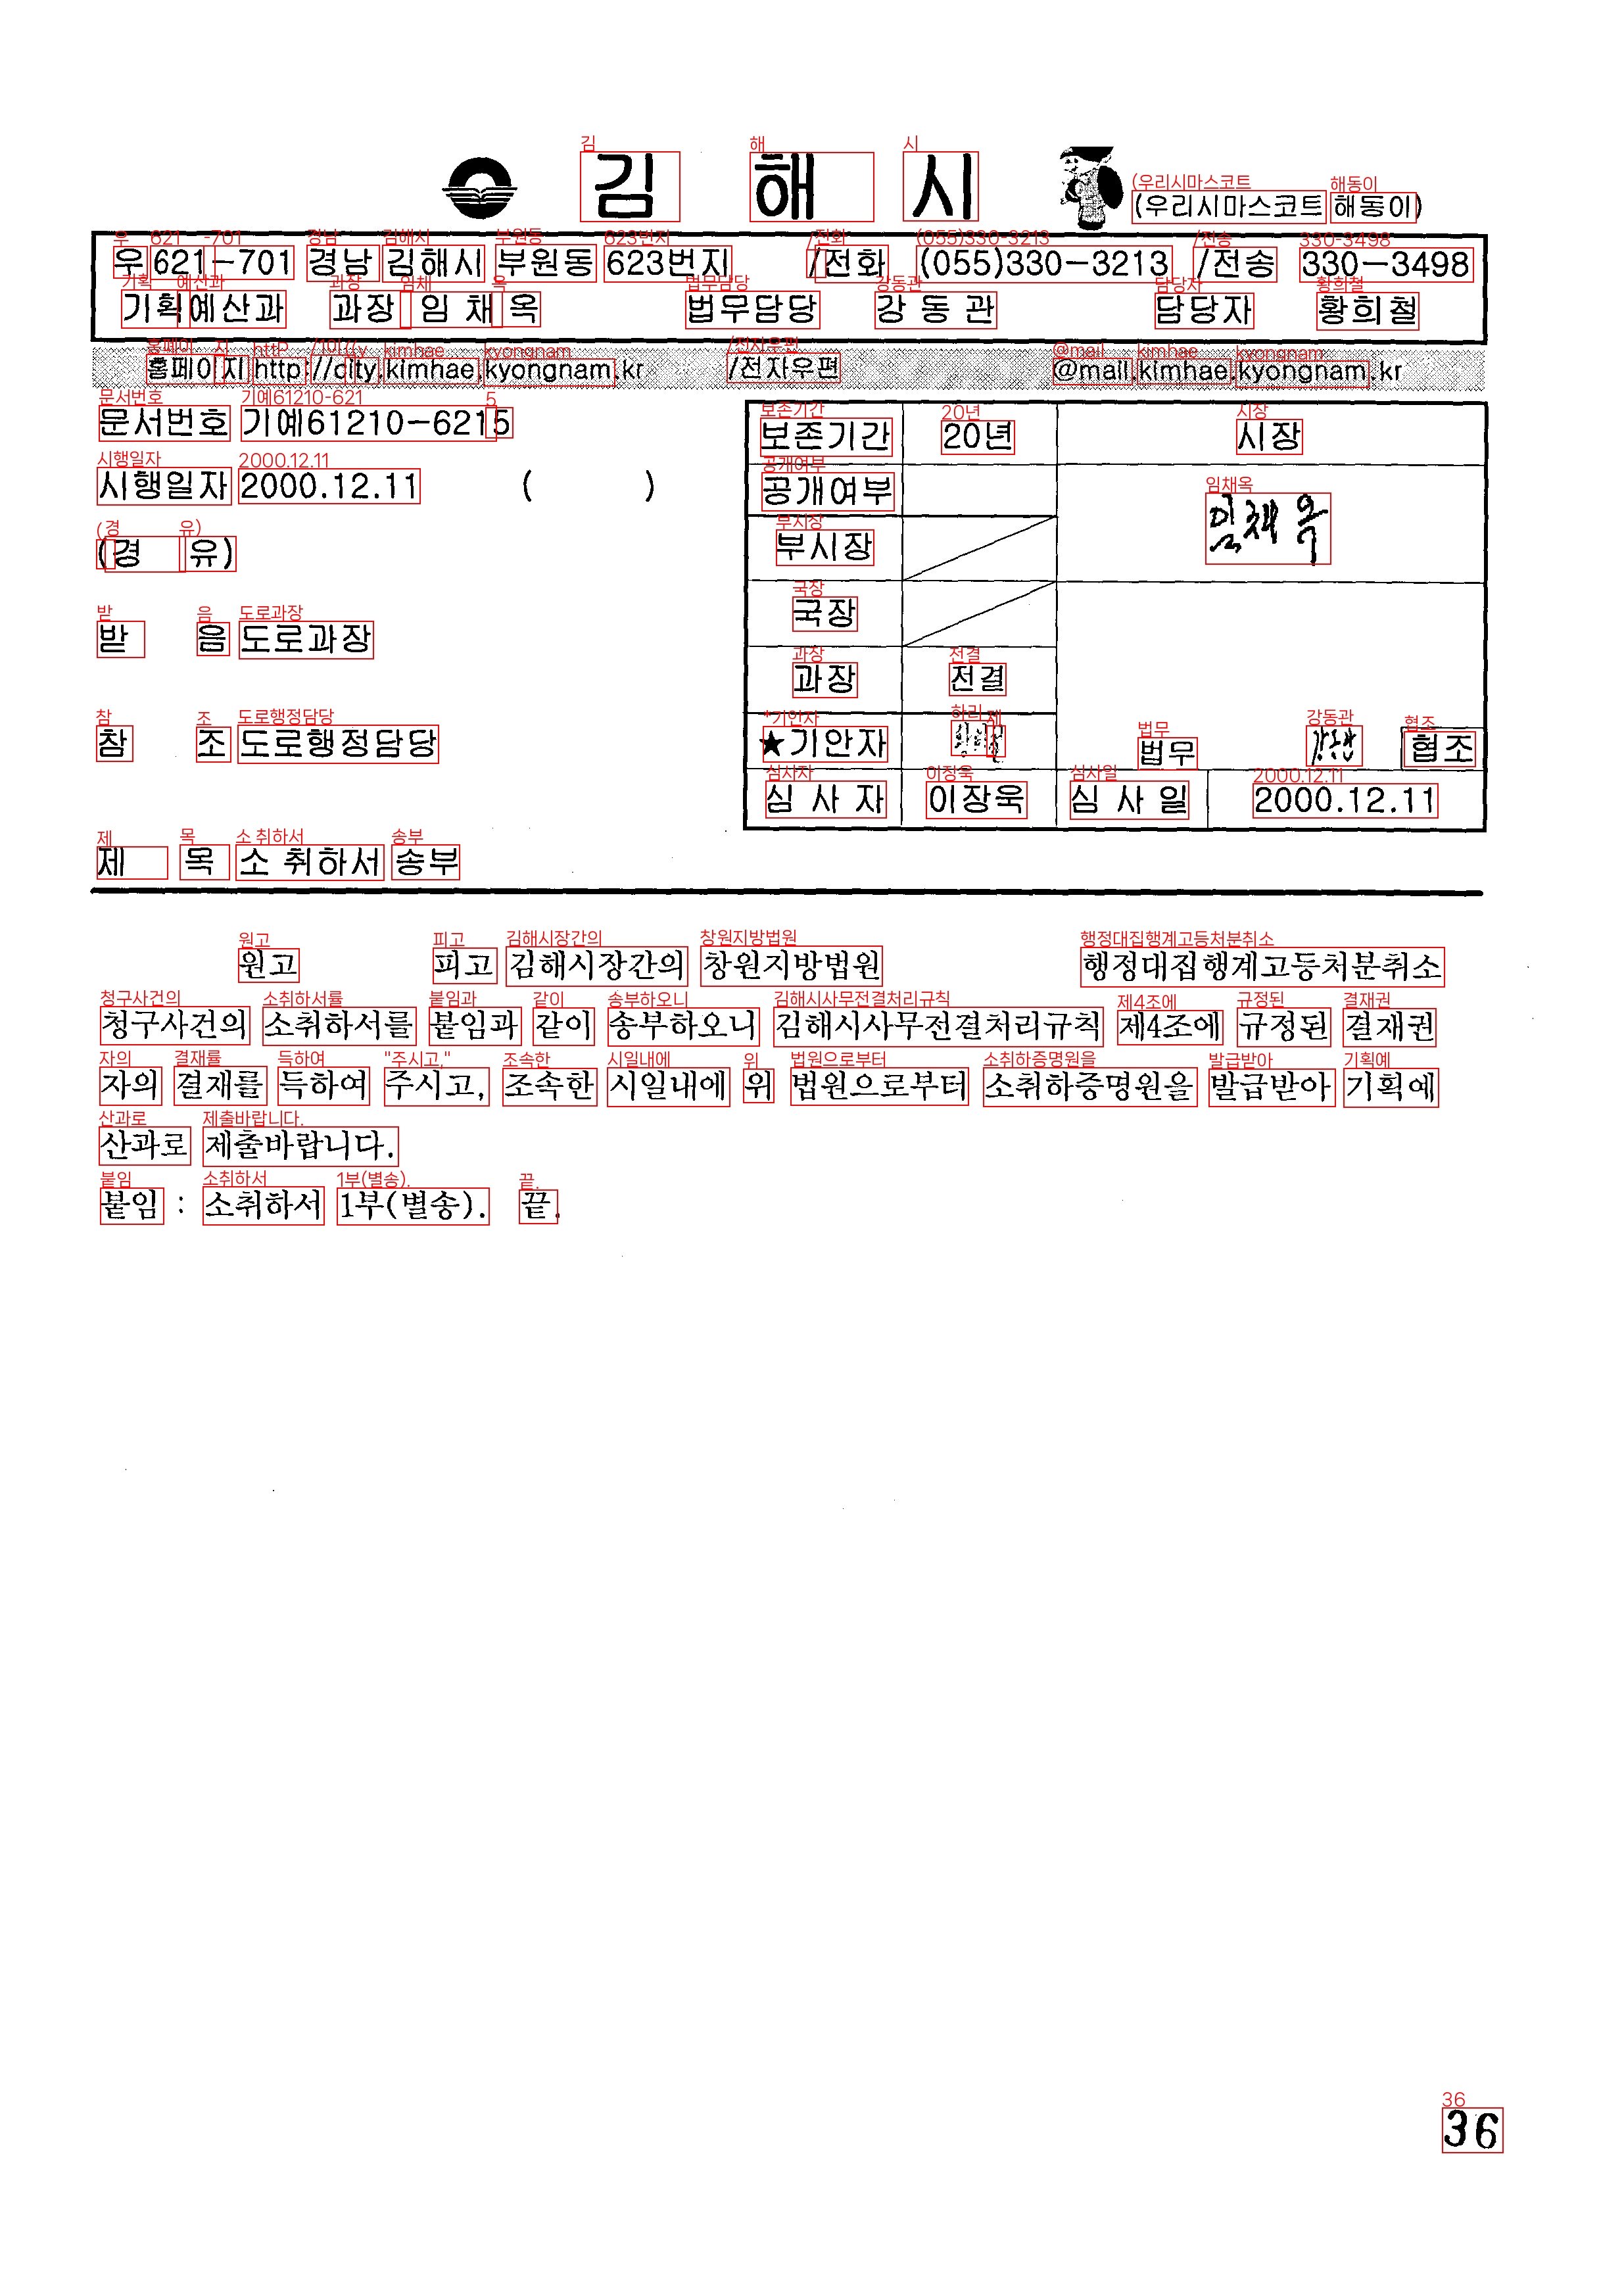 김 해 시 (우리시마스코트 해동이)
우 621-701 경남 김해시 부원동 623번지 /전화 (055)330-3213 /전송 330-3498
기획예산과 과장 임 채 옥 법무담당 강 동 관 담당자 황희철
홈페이지 http://city.kimhae.kyongnam.kr /전자우편 @mail.kimhae.kyongnam.kr
문서번호 기예61210-6215
시행일자 2000.12.11 ( )
(경 유)
받 음 도로과장
참 조 도로행정담당
보존기간 20년 시장
공개여부 임채옥
부시장
국장
과장 전결
★기안자 법무 강동관 협조
심 사 자 이장욱 심 사 일 2000.12.11
제 목 소 취하서 송부
원고 피고 김해시장간의 창원지방법원 행정대집행계고등처분취소
청구사건의 소취하서를 붙임과 같이 송부하오니 김해시사무전결처리규칙 제4조에 규정된 결재권
자의 결재를 득하여 주시고, 조속한 시일내에 위 법원으로부터 소취하증명원을 발급받아 기획예
산과로 제출바랍니다.
붙임 : 소취하서 1부(별송). 끝.
36